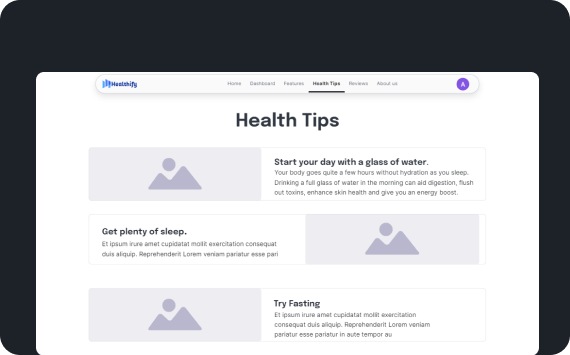 Healthify
Home Dashboard Features Health Tips Reviews About us
A
Health Tips
Start your day with a glass of water.
Your body goes quite a few hours without hydration as you sleep.
Drinking a full glass of water in the morning can aid digestion, flush
out toxins, enhance skin health and give you an energy boost.
Get plenty of sleep.
Et ipsum irure amet cupidatat mollit exercitation consequat
duis aliquip. Reprehenderit Lorem veniam pariatur esse pari
Try Fasting
Et ipsum irure amet cupidatat mollit exercitation
consequat duis aliquip. Reprehenderit Lorem veniam
pariatur esse pariatur in aute tempor au